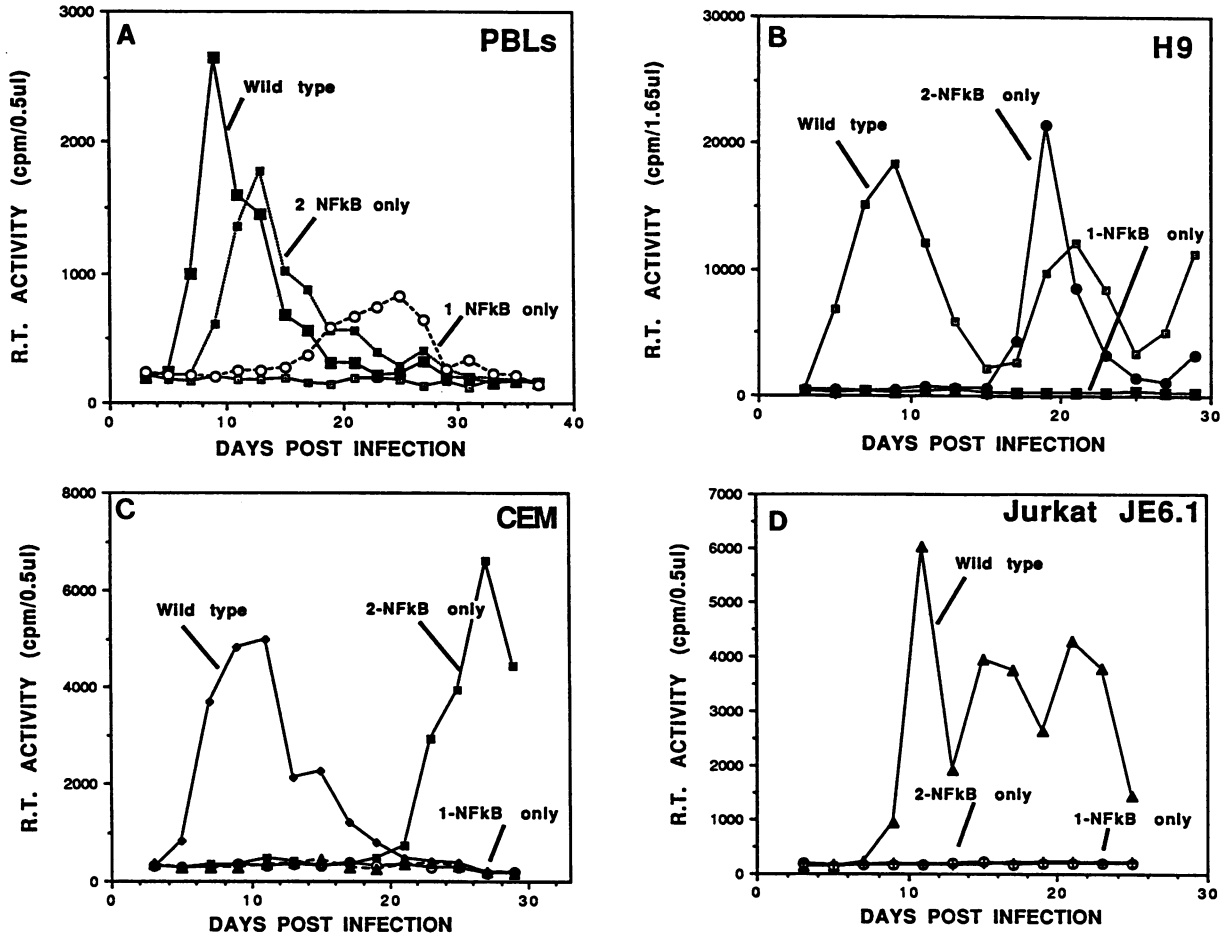 A
PBLs
R.T. ACTIVITY (cpm/0.5ul)
3000
2000
1000
0
Wild type
2 NFkB only
1 NFkB only
0
10
20
30
40
DAYS POST INFECTION
B
H9
R.T. ACTIVITY (cpm/1.65ul)
30000
20000
10000
0
2-NFkB only
Wild type
1-NFkB only
0
10
20
30
DAYS POST INFECTION
C
CEM
R.T. ACTIVITY (cpm/0.5ul)
8000
6000
4000
2000
0
Wild type
2-NFkB only
1-NFkB only
0
10
20
30
DAYS POST INFECTION
D
Jurkat JE6.1
R.T. ACTIVITY (cpm/0.5ul)
7000
6000
5000
4000
3000
2000
1000
0
Wild type
2-NFkB only
1-NFkB only
0
10
20
30
DAYS POST INFECTION